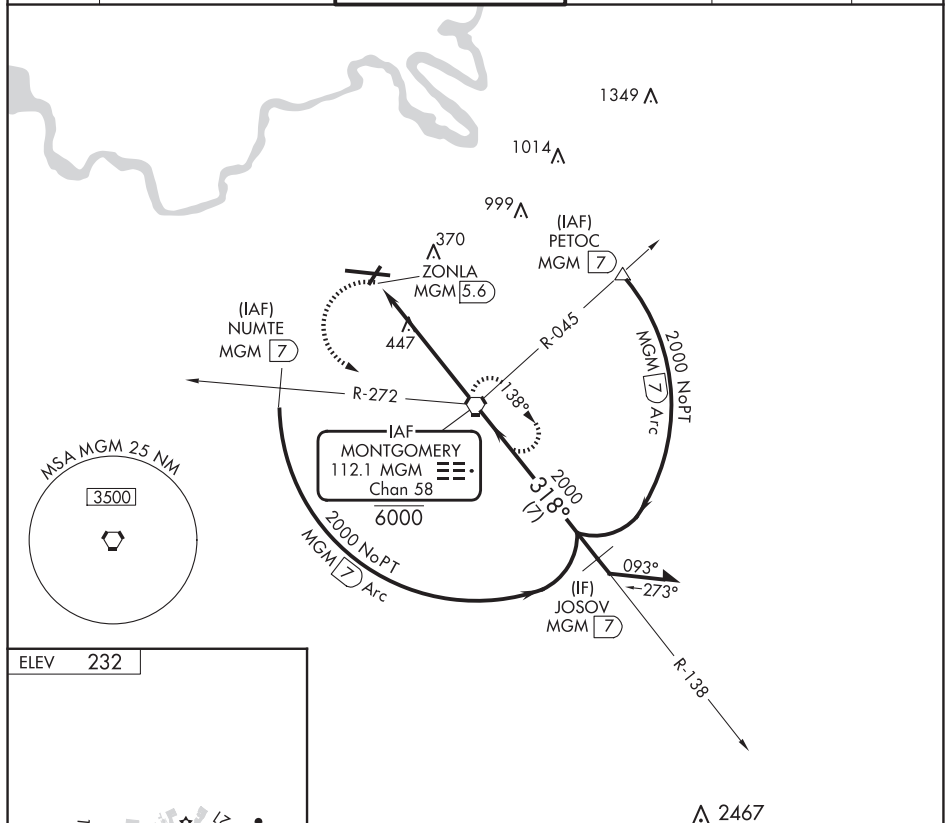 1349
1014
999
370
(IAF)
PETOC
MGM 7
ZONLA
MGM 5.6
(IAF)
NUMTE
MGM 7
447
R-045
R-272
138°
2000 NoPT
MGM 7 Arc
IAF
MONTGOMERY
112.1 MGM
Chan 58
6000
2000
318°
(7)
MSA MGM 25 NM
3500
2000 NoPT
MGM 7 Arc
093°
273°
(IF)
JOSOV
MGM 7
R-138
ELEV 232
2467